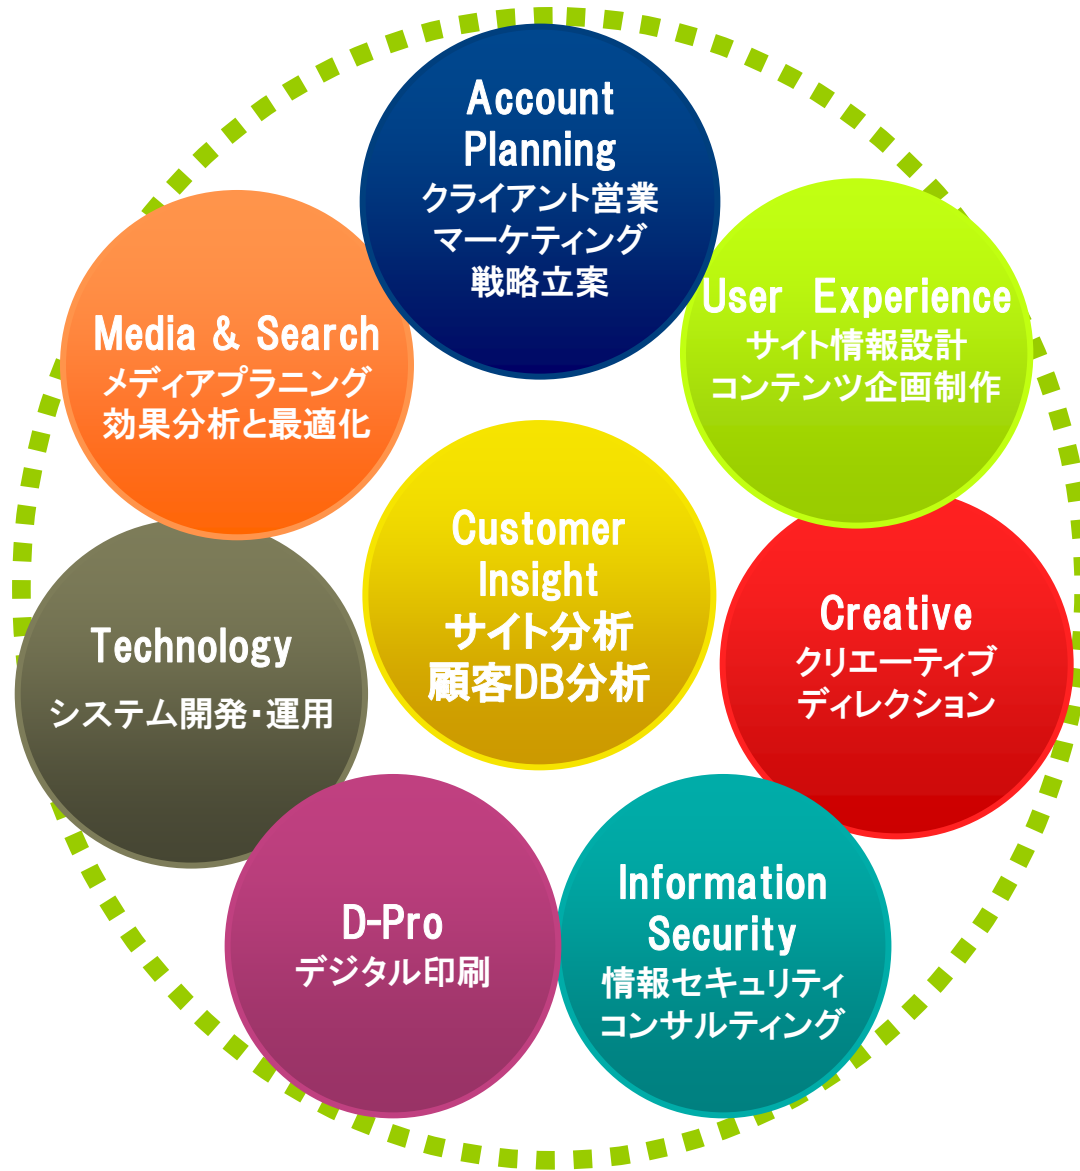 Account
Planning
クライアント営業
マーケティング
戦略立案
User　Experience
サイト情報設計
コンテンツ企画制作
Creative
クリエーティブ
ディレクション
Information
Security
情報セキュリティ
コンサルティング
D-Pro
デジタル印刷
Technology
システム開発・運用
Media & Search
メディアプラニング
効果分析と最適化
Customer
Insight
サイト分析
顧客DB分析